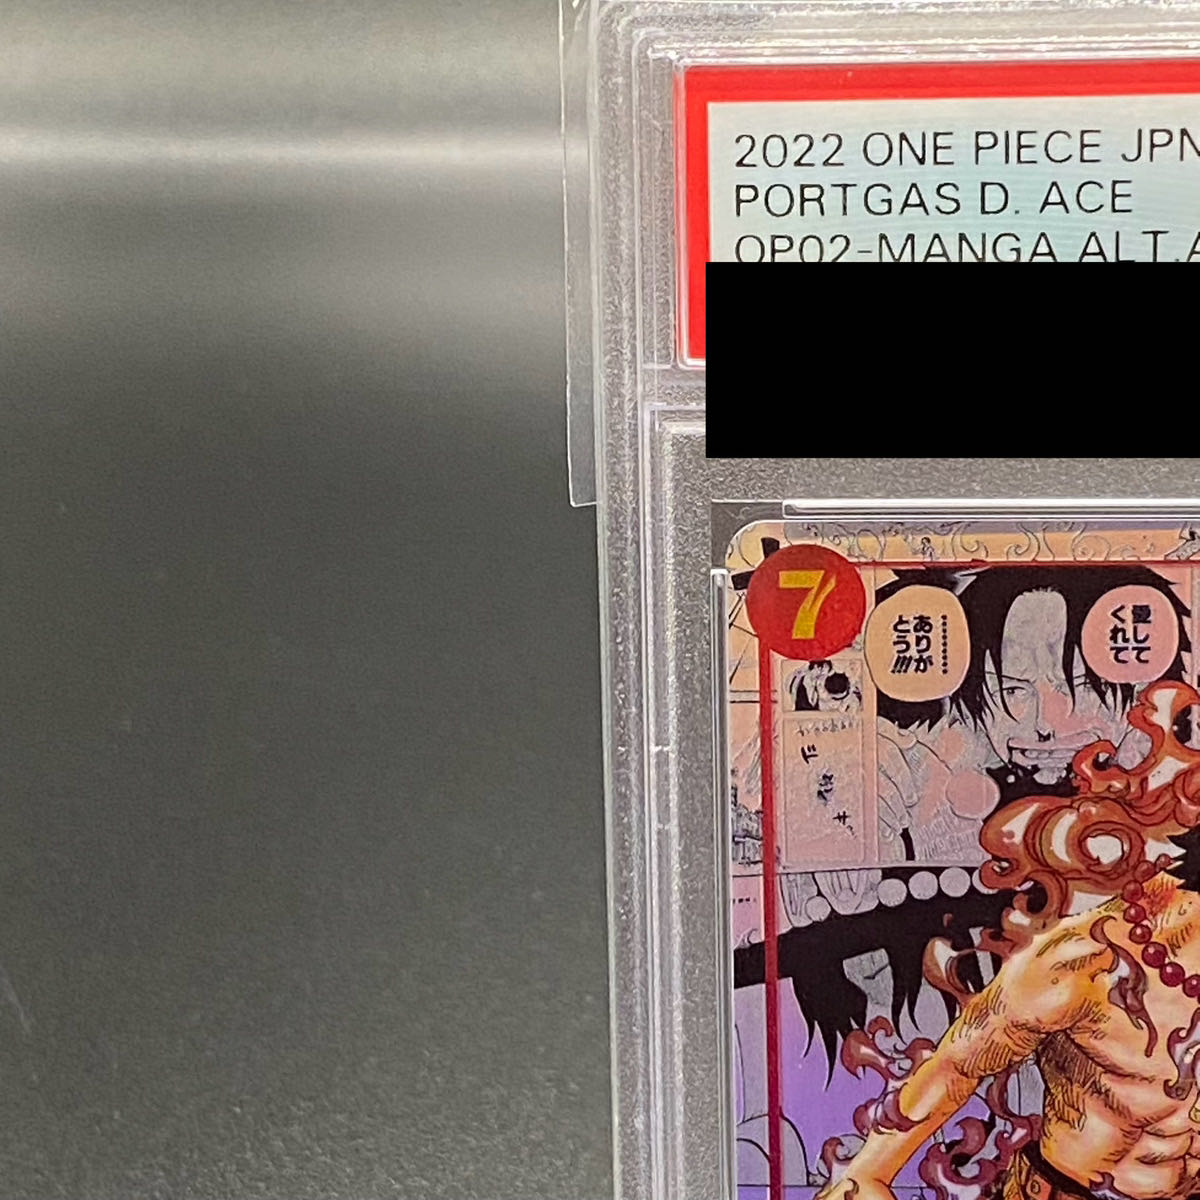 2022 ONE PIECE JPN
PORTGAS D. ACE
OP02-MANGA ALT.A
7
愛して
くれて
………
ありが
とう!!!
ド